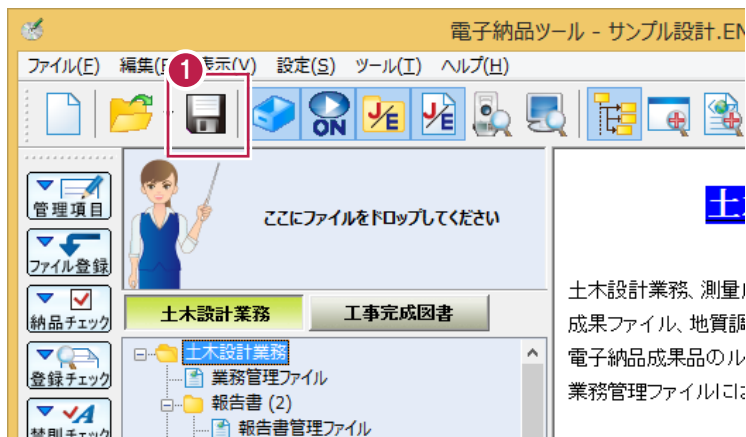 電子納品ツール - サンプル設計.EN
ファイル(F) 編集(E) 表示(V) 設定(S) ツール(T) ヘルプ(H)
1
ON
J/E
J/E
管理項目
ファイル登録
納品チェック
登録チェック
ここにファイルをドロップしてください
土木設計業務
工事完成図書
土木設計業務
業務管理ファイル
報告書 (2)
報告書管理ファイル
土木設計業務、測量
成果ファイル、地質調
電子納品成果品のル
業務管理ファイルには